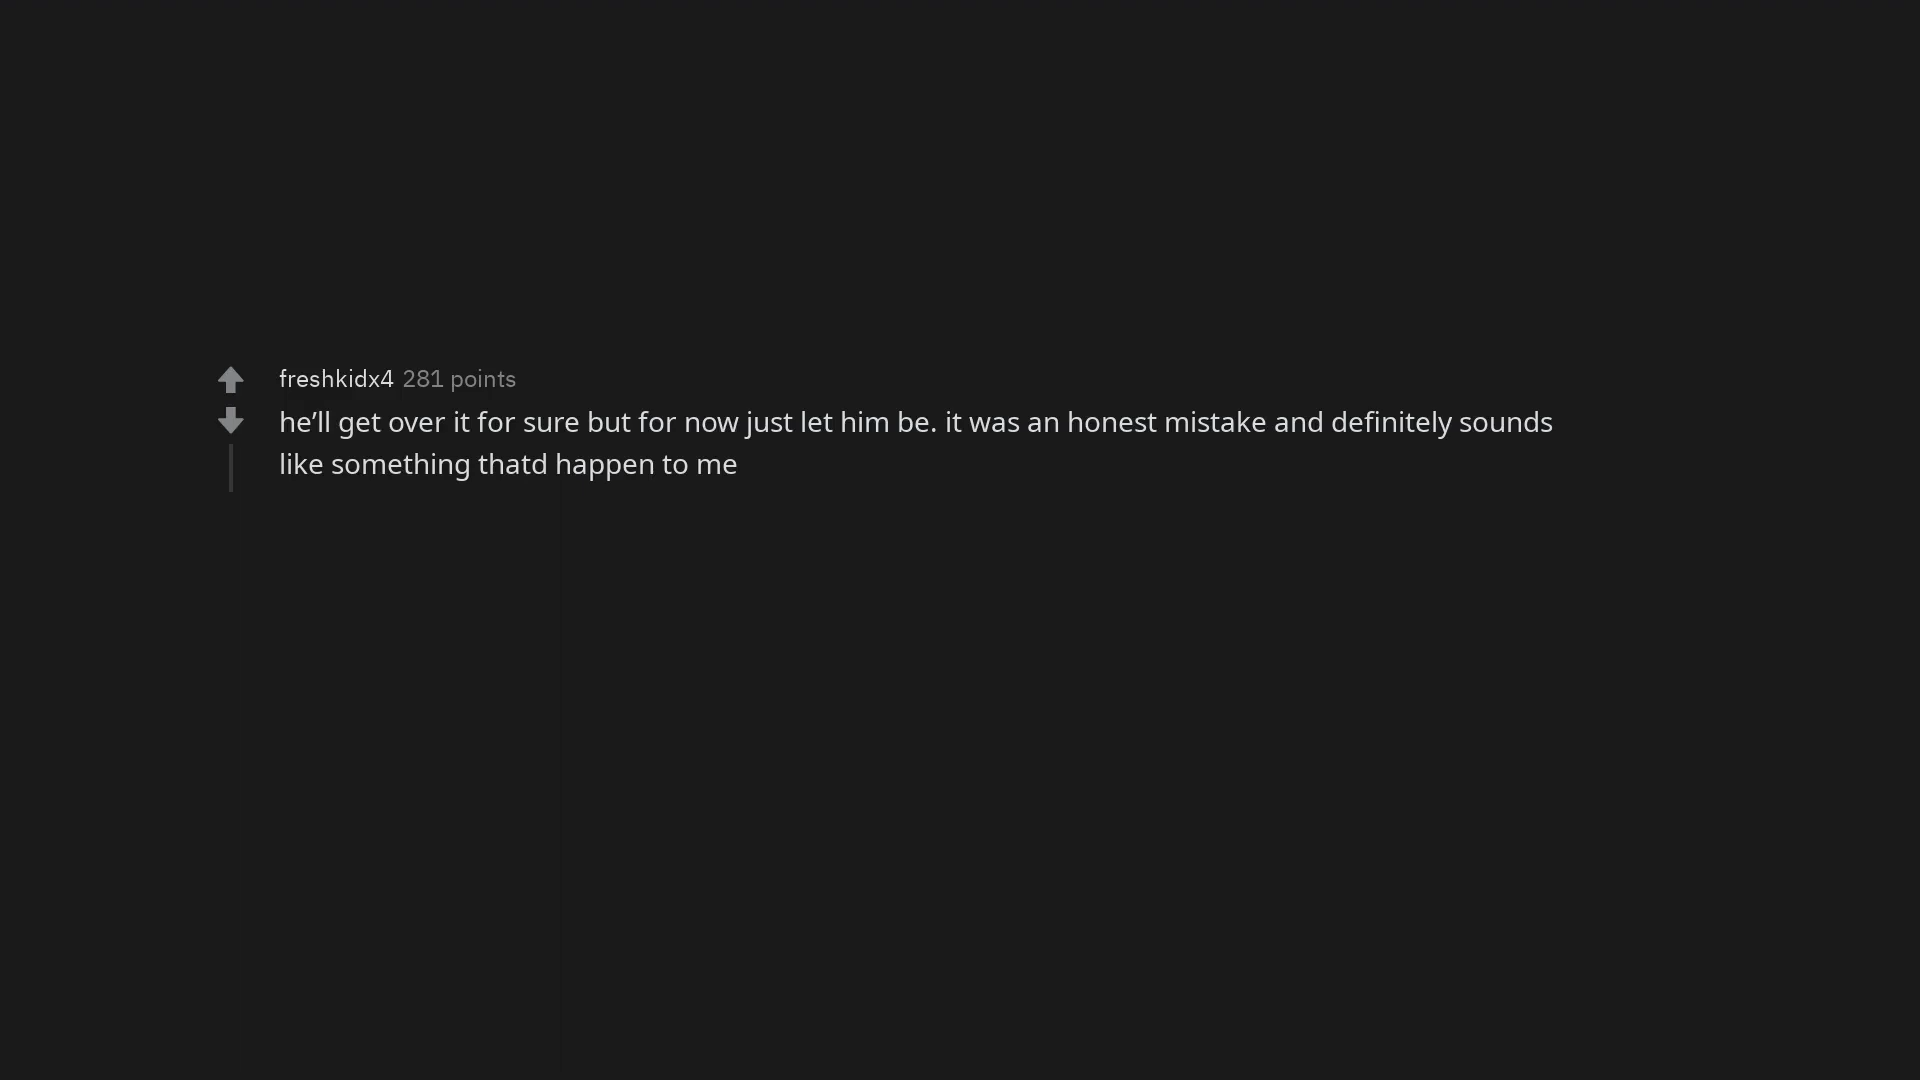 freshkidx4 281 points
he’ll get over it for sure but for now just let him be. it was an honest mistake and definitely sounds
like something thatd happen to me